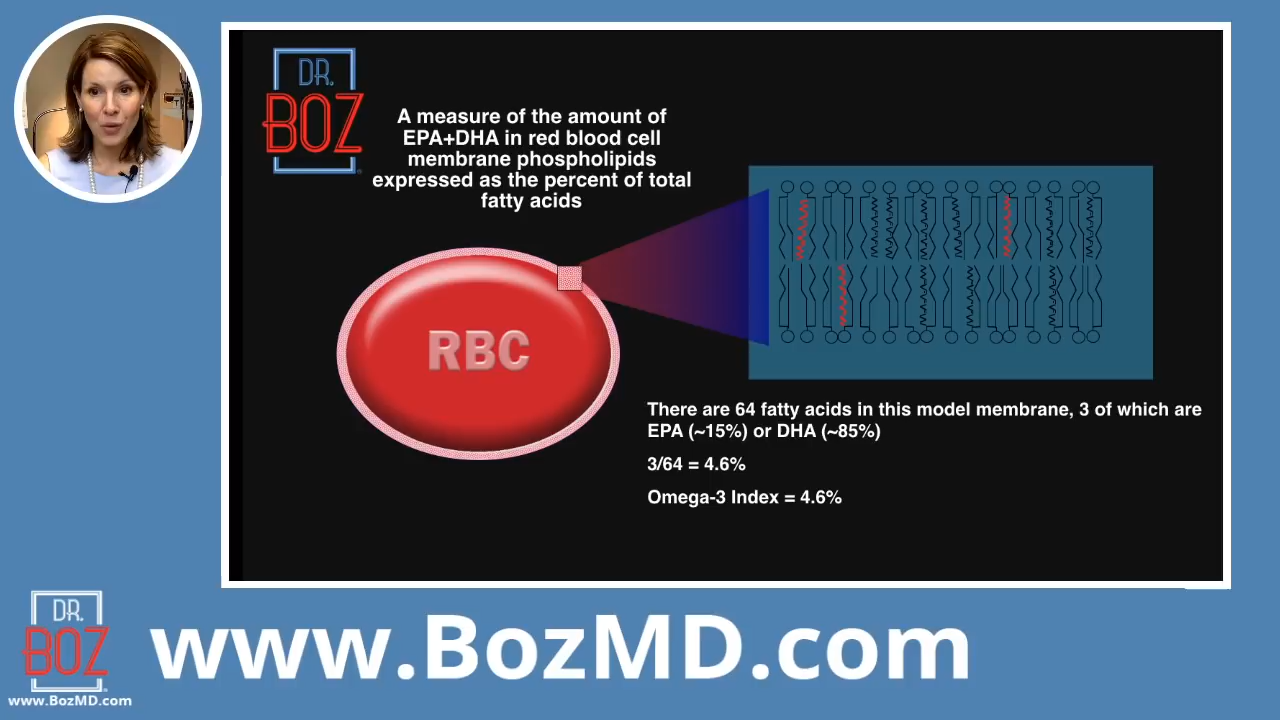 DR.
BOZ
A measure of the amount of
EPA+DHA in red blood cell
membrane phospholipids
expressed as the percent of total
fatty acids
RBC
There are 64 fatty acids in this model membrane, 3 of which are
EPA (~15%) or DHA (~85%)
3/64 = 4.6%
Omega-3 Index = 4.6%
DR.
BOZ
www.BozMD.com
www.BozMD.com